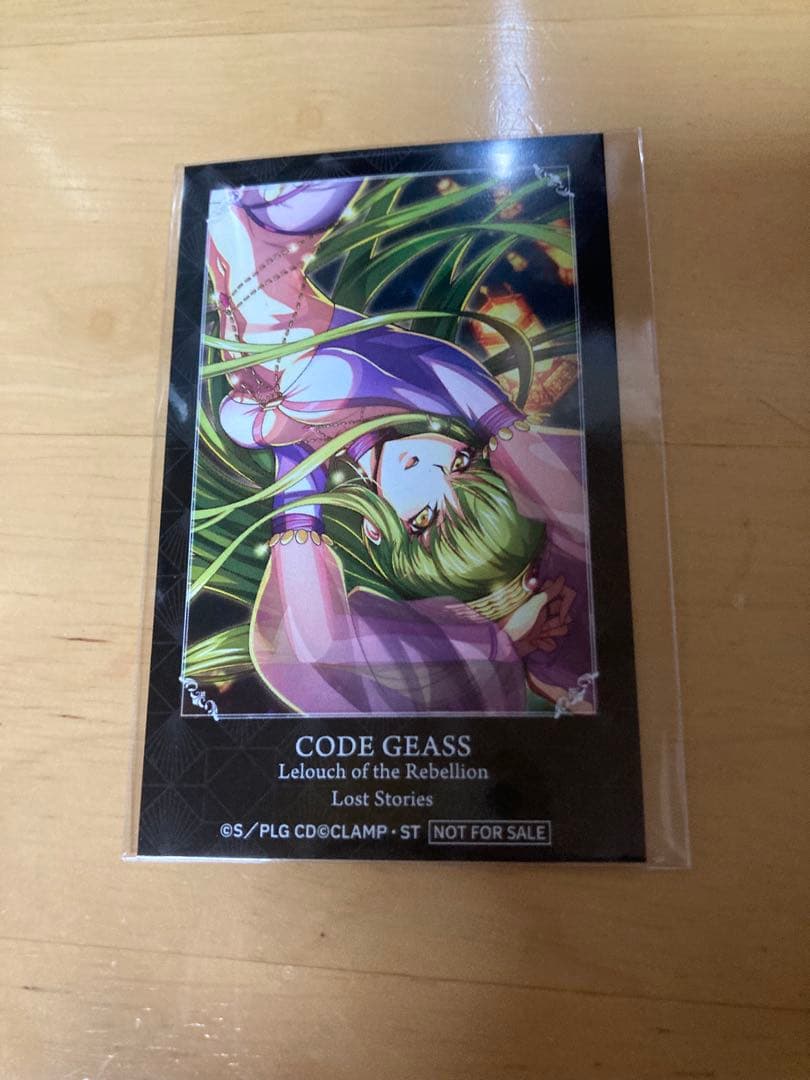 CODE GEASS
Lelouch of the Rebellion
Lost Stories
©S/PLG CD©CLAMP・ST NOT FOR SALE